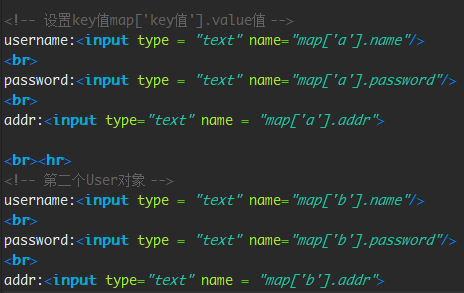 <!-- 设置key值map['key值'].value值 -->
username:<input type = "text" name="map['a'].name"/>
<br>
password:<input type = "text" name="map['a'].password"/>
<br>
addr:<input type="text" name = "map['a'].addr">
<br><hr>
<!-- 第二个User对象 -->
username:<input type = "text" name="map['b'].name"/>
<br>
password:<input type = "text" name="map['b'].password"/>
<br>
addr:<input type="text" name = "map['b'].addr">